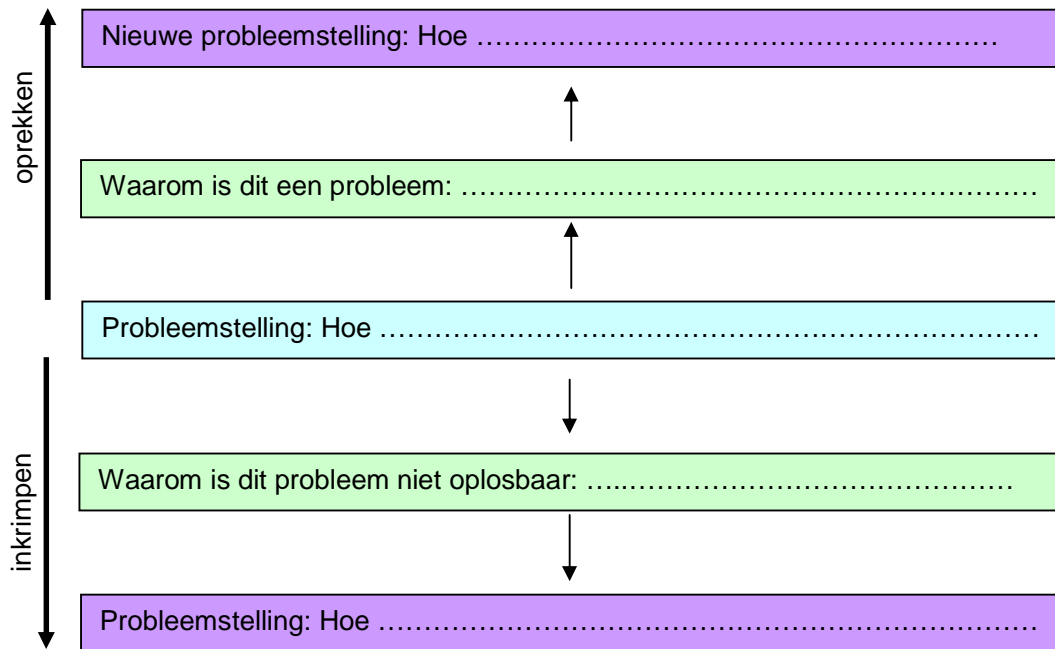 Nieuwe probleemstelling: Hoe ……………………………………………………
oprekken
Waarom is dit een probleem: …………………………………………………………
Probleemstelling: Hoe …………………………………………………………………
Waarom is dit probleem niet oplosbaar: …..……………………………………
inkrimpen
Probleemstelling: Hoe …………………………………………………………………